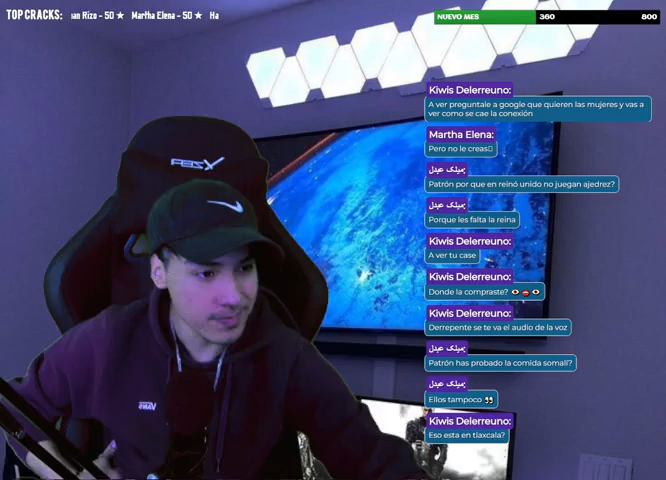 TOP CRACKS: ıan Rizo - 50 ★ Martha Elena - 50 ★ Ha
NUEVO MES 360 800
Kiwis Delerreuno:
A ver preguntale a google que quieren las mujeres y vas a
ver como se cae la conexión
Martha Elena:
Pero no le creas
Patrón por que en reinó unido no juegan ajedrez?
Porque les falta la reina
Kiwis Delerreuno:
A ver tu case
Kiwis Delerreuno:
Donde la compraste? 👁👄👁
Kiwis Delerreuno:
Derrepente se te va el audio de la voz
Patrón has probado la comida somalí?
Ellos tampoco 👀
Kiwis Delerreuno:
Eso esta en tlaxcala?
VANS